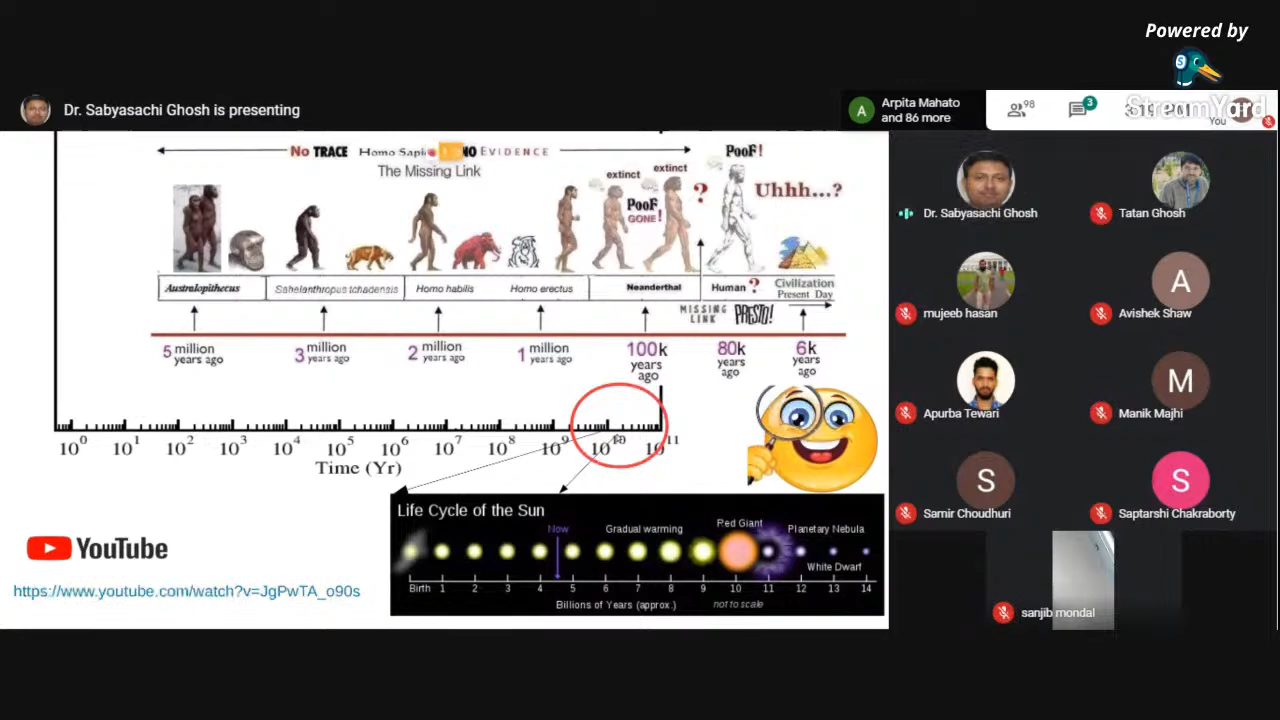 Powered by
StreamYard
Dr. Sabyasachi Ghosh is presenting
A
Arpita Mahato
and 86 more
98
3
You
No TRACE
NO EVIDENCE
The Missing Link
extinct
extinct
PooF
GONE!
?
PooF!
Uhhh...?
Australopithecus
Sahelanthropus tchadensis
Homo habilis
Homo erectus
Neanderthal
Human ?
Civilization
Present Day
MISSING
LINK
PRESTO!
5 million
years ago
3 million
years ago
2 million
years ago
1 million
years ago
100k
years
ago
80k
years
ago
6k
years
ago
10⁰ 10¹ 10² 10³ 10⁴ 10⁵ 10⁶ 10⁷ 10⁸ 10⁹ 10¹⁰ 10¹¹
Time (Yr)
Life Cycle of the Sun
Now
Gradual warming
Red Giant
Planetary Nebula
White Dwarf
Birth 1 2 3 4 5 6 7 8 9 10 11 12 13 14
Billions of Years (approx.)
not to scale
YouTube
https://www.youtube.com/watch?v=JgPwTA_o90s
Dr. Sabyasachi Ghosh
Tatan Ghosh
mujeeb hasan
A
Avishek Shaw
Apurba Tewari
M
Manik Majhi
S
Samir Choudhuri
S
Saptarshi Chakraborty
sanjib mondal